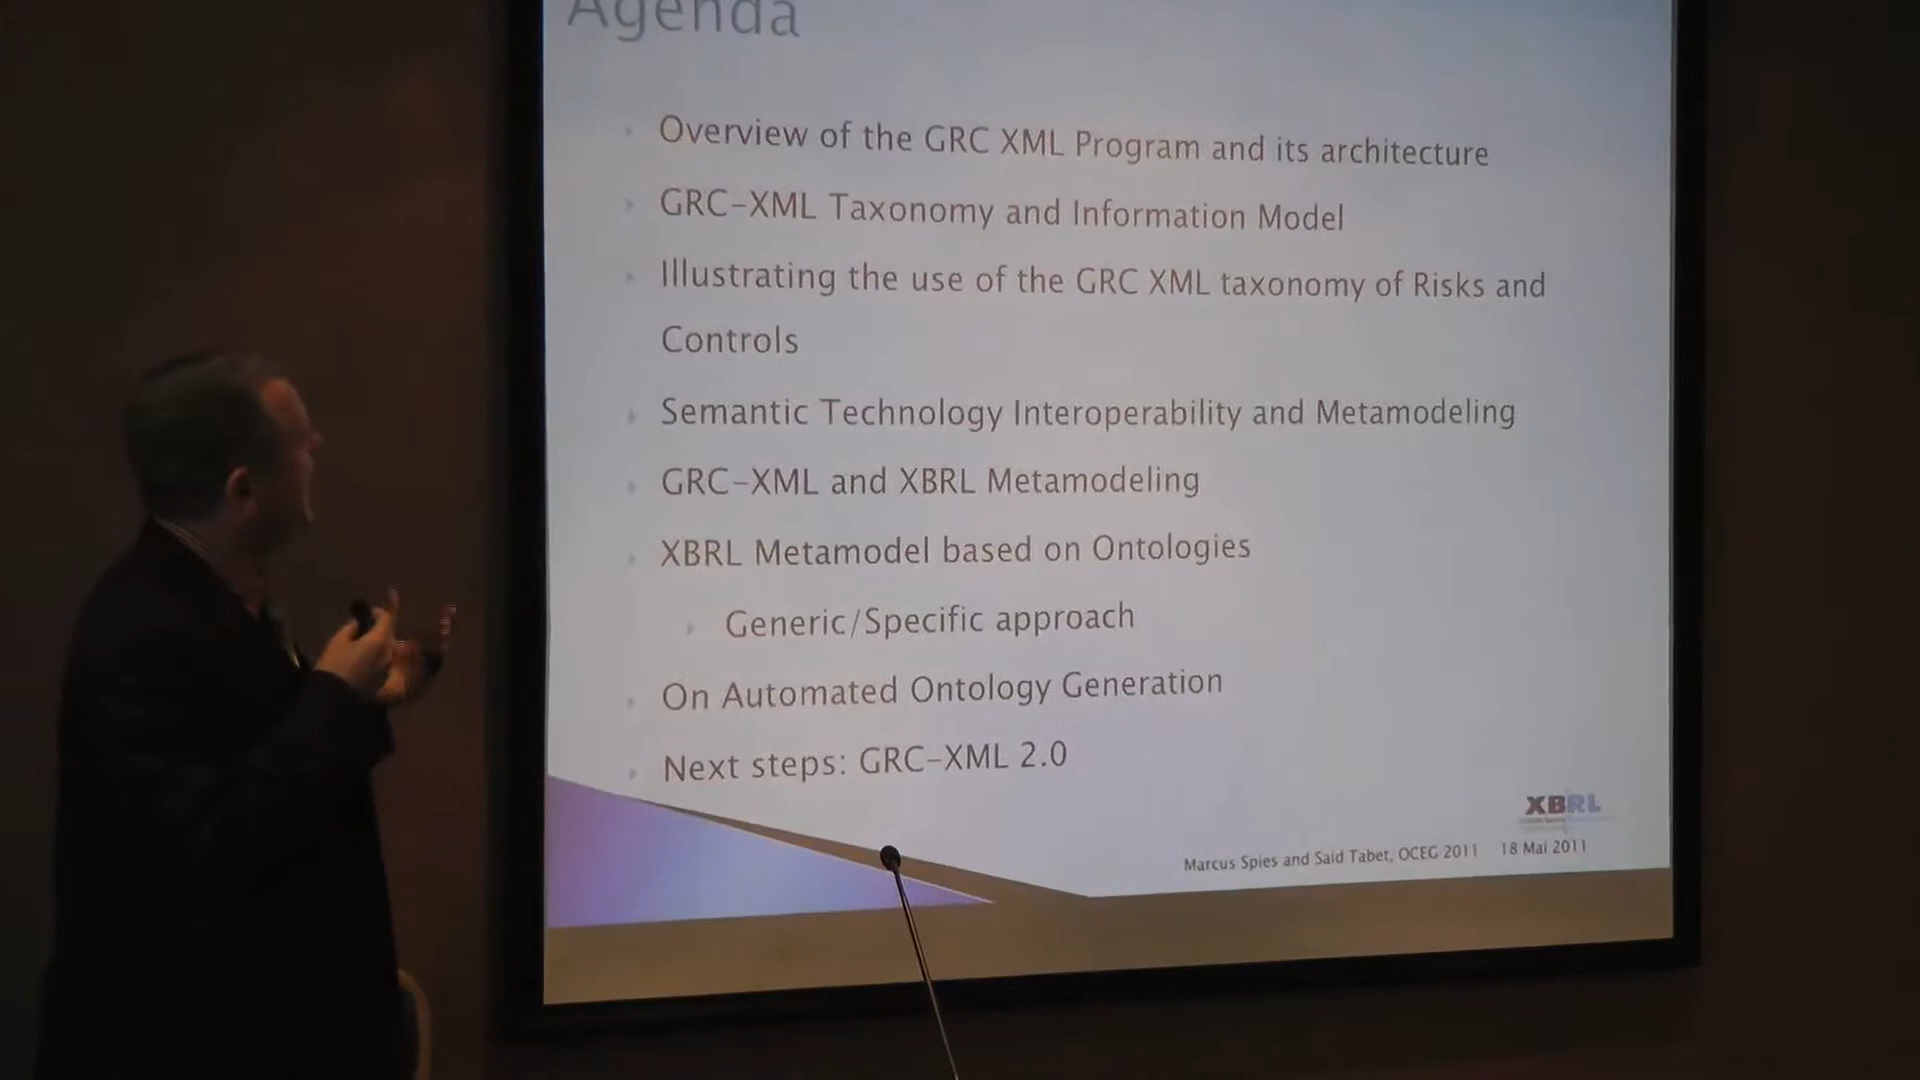 Agenda
Overview of the GRC XML Program and its architecture
GRC-XML Taxonomy and Information Model
Illustrating the use of the GRC XML taxonomy of Risks and
Controls
Semantic Technology Interoperability and Metamodeling
GRC-XML and XBRL Metamodeling
XBRL Metamodel based on Ontologies
Generic/Specific approach
On Automated Ontology Generation
Next steps: GRC-XML 2.0
XBRL
Marcus Spies and Said Tabet, OCEG 2011 18 Mai 2011